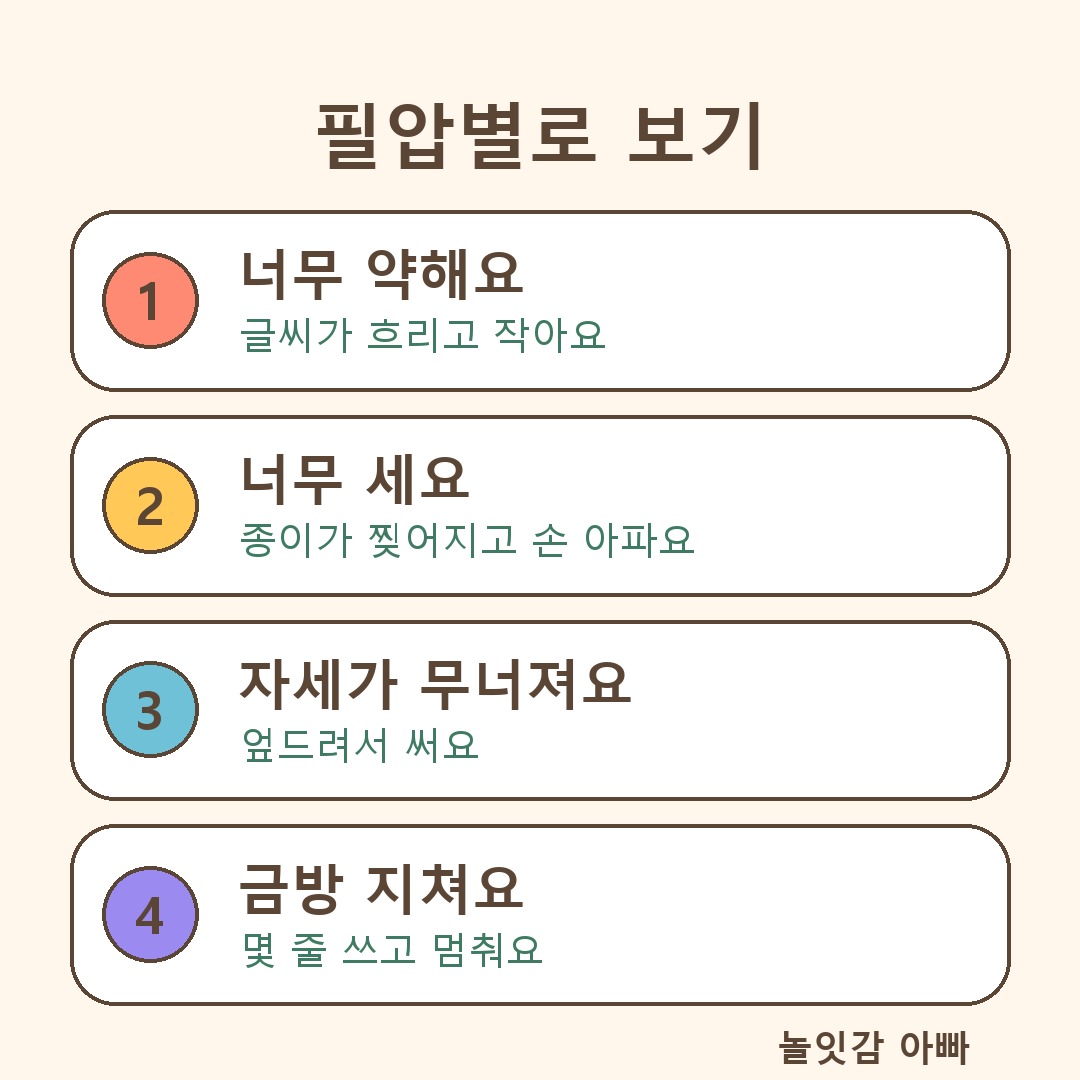 필압별로 보기
1
너무 약해요
글씨가 흐리고 작아요
2
너무 세요
종이가 찢어지고 손 아파요
3
자세가 무너져요
엎드려서 써요
4
금방 지쳐요
몇 줄 쓰고 멈춰요
놀잇감 아빠